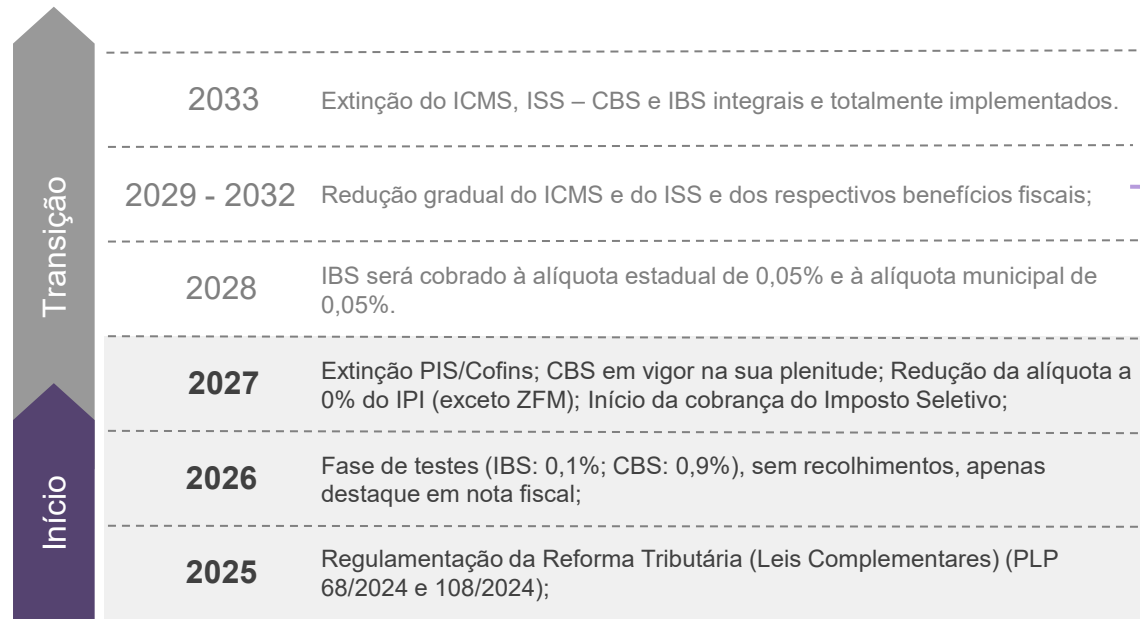 2033
Extinção do ICMS, ISS – CBS e IBS integrais e totalmente implementados.
2029 - 2032
Redução gradual do ICMS e do ISS e dos respectivos benefícios fiscais;
Transição
2028
IBS será cobrado à alíquota estadual de 0,05% e à alíquota municipal de
0,05%.
2027
Extinção PIS/Cofins; CBS em vigor na sua plenitude; Redução da alíquota a
0% do IPI (exceto ZFM); Início da cobrança do Imposto Seletivo;
Início
2026
Fase de testes (IBS: 0,1%; CBS: 0,9%), sem recolhimentos, apenas
destaque em nota fiscal;
2025
Regulamentação da Reforma Tributária (Leis Complementares) (PLP
68/2024 e 108/2024);